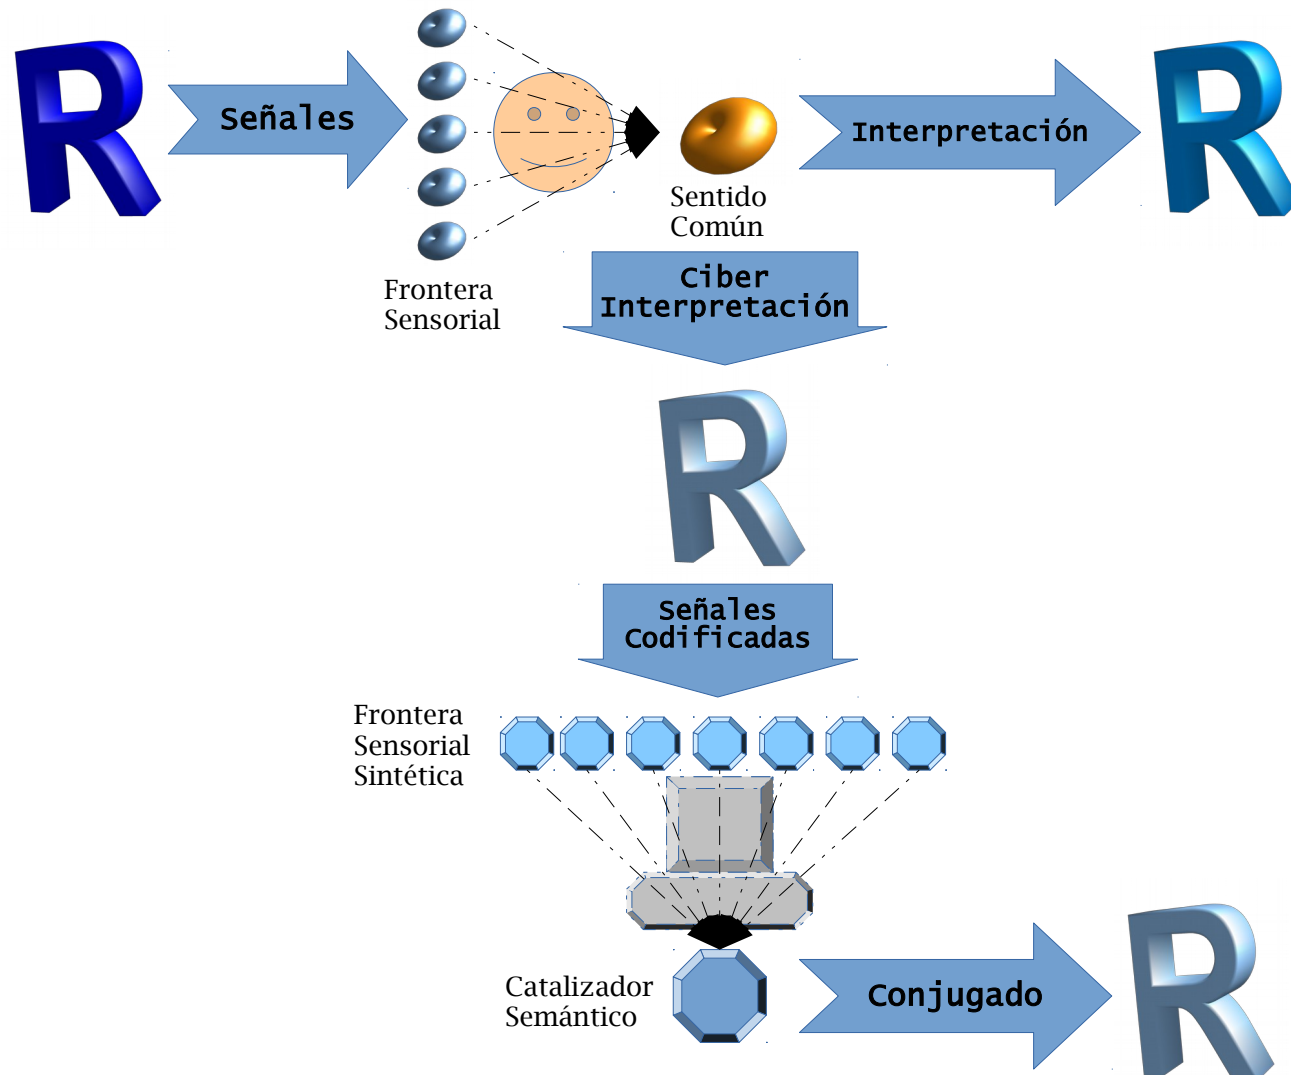 R
Señales
Interpretación
R
Sentido
Común
Frontera
Sensorial
Ciber
Interpretación
R
Señales
Codificadas
Frontera
Sensorial
Sintética
Catalizador
Semántico
Conjugado
R